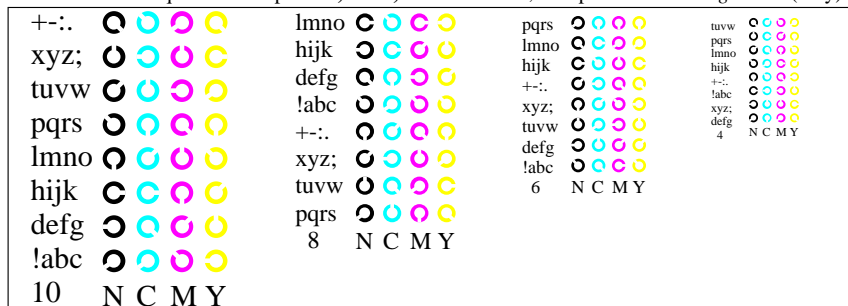 +-:.
xyz;
tuvw
pqrs
lmno
hijk
defg
!abc
10 N C M Y
lmno
hijk
defg
!abc
+-:.
xyz;
tuvw
pqrs
8 N C M Y
pqrs
lmno
hijk
+-:.
xyz;
tuvw
defg
!abc
6 N C M Y
tuvw
pqrs
lmno
hijk
+-:.
!abc
xyz;
defg
4 N C M Y